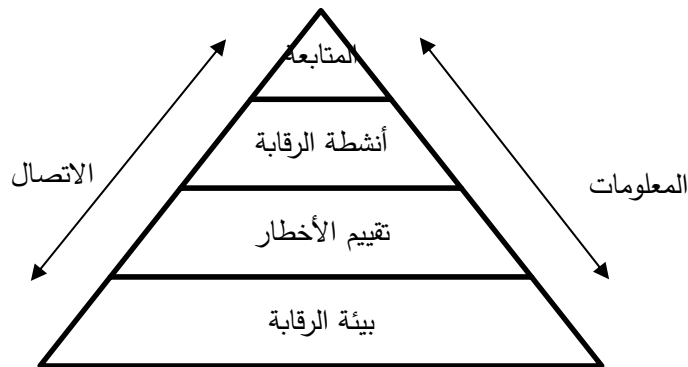 المتابعة
أنشطة الرقابة
الاتصال
المعلومات
تقييم الأخطار
بيئة الرقابة